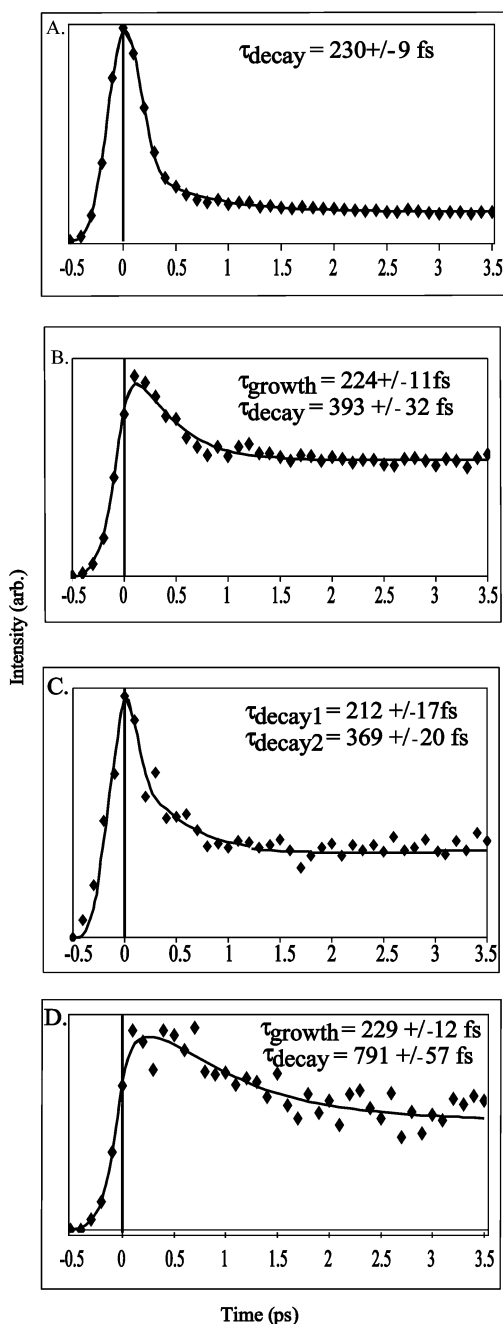 A.
τdecay = 230+/-9 fs
-0.5 0 0.5 1 1.5 2 2.5 3 3.5
B.
τgrowth = 224+/-11fs
τdecay = 393 +/- 32 fs
-0.5 0 0.5 1 1.5 2 2.5 3 3.5
Intensity (arb.)
C.
τdecay1 = 212 +/-17fs
τdecay2 = 369 +/-20 fs
-0.5 0 0.5 1 1.5 2 2.5 3 3.5
D.
τgrowth = 229 +/-12 fs
τdecay = 791 +/-57 fs
-0.5 0 0.5 1 1.5 2 2.5 3 3.5
Time (ps)